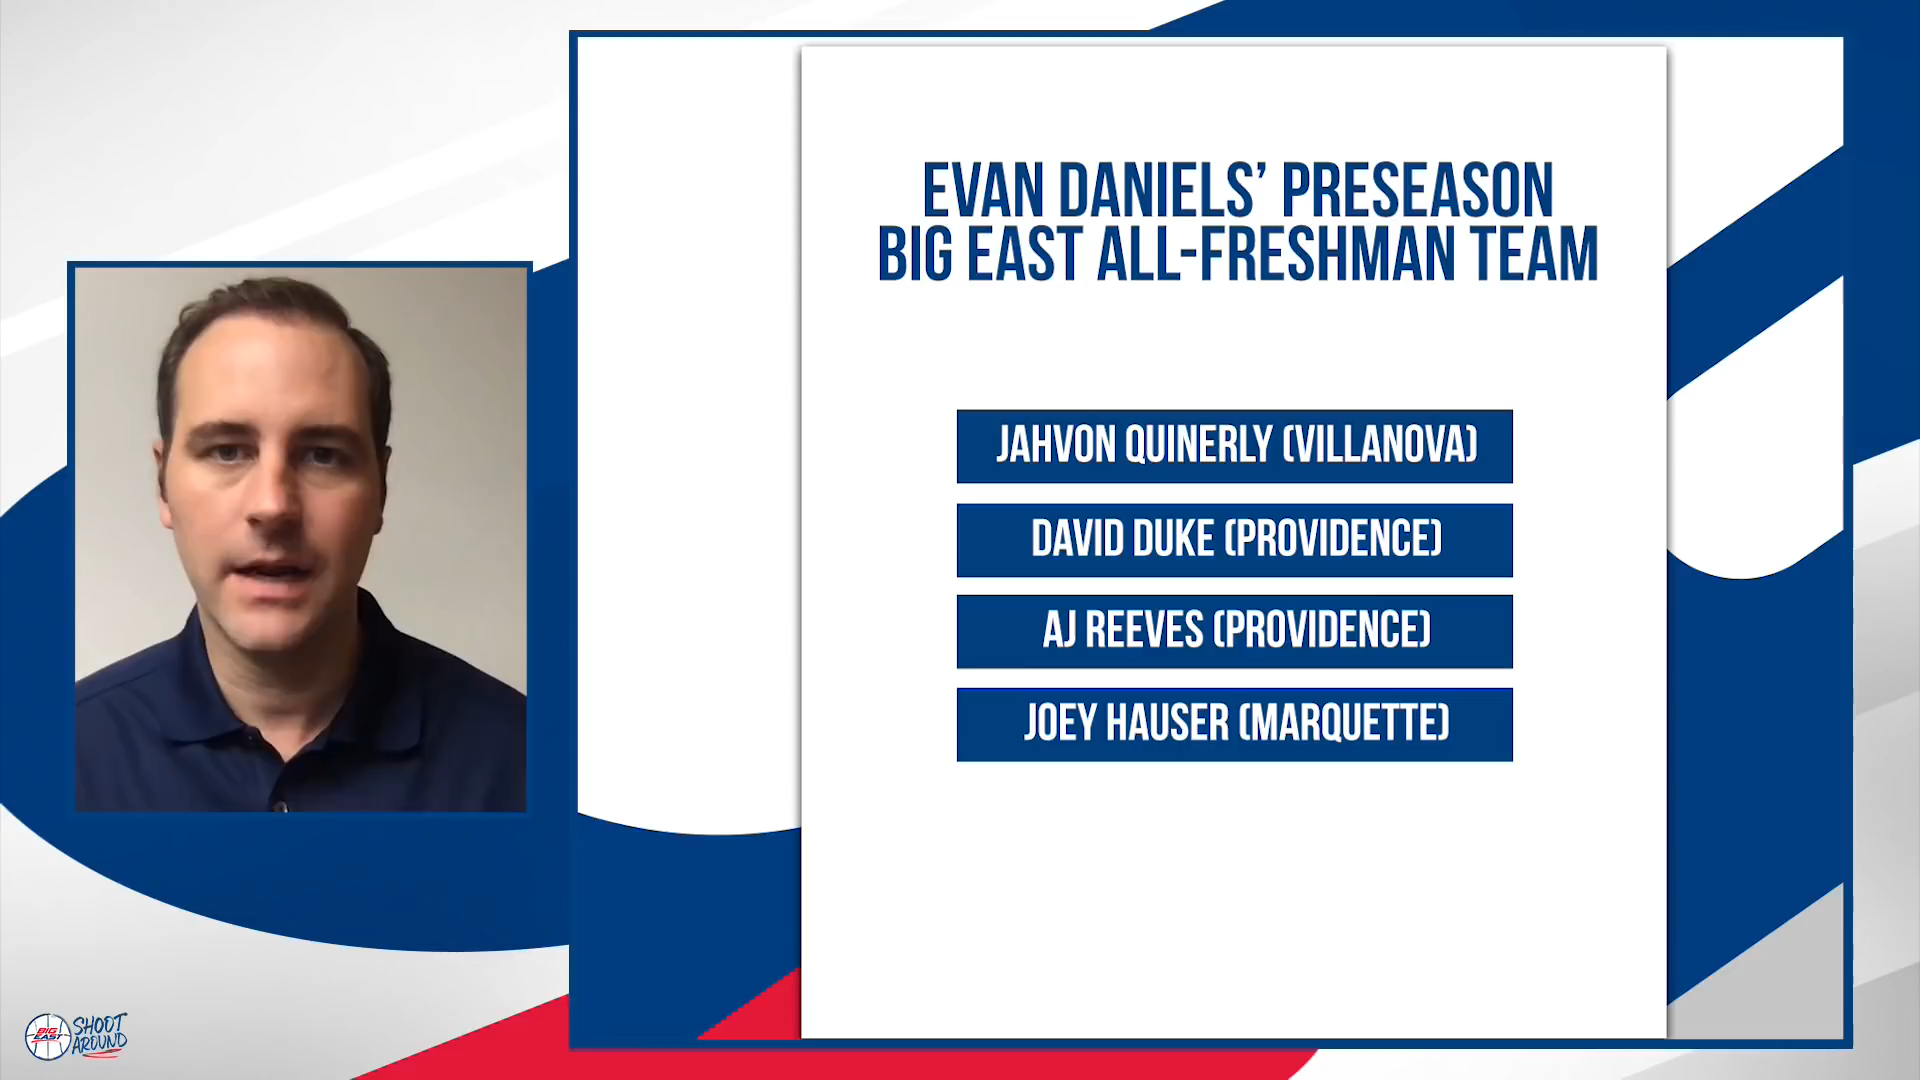 EVAN DANIELS’ PRESEASON
BIG EAST ALL-FRESHMAN TEAM
JAHVON QUINERLY (VILLANOVA)
DAVID DUKE (PROVIDENCE)
AJ REEVES (PROVIDENCE)
JOEY HAUSER (MARQUETTE)
BIG
EAST
SHOOT
AROUND